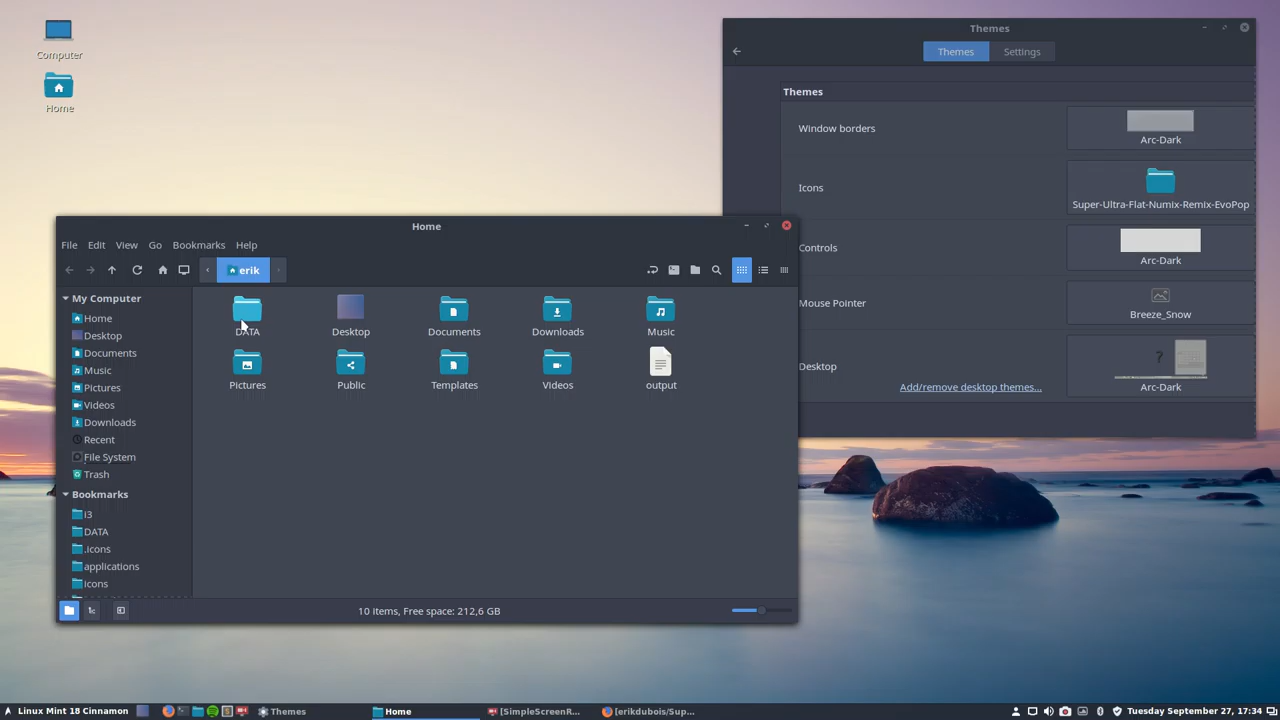 Computer
Home
Themes
Themes Settings
Themes
Window borders
Arc-Dark
Icons
Super-Ultra-Flat-Numix-Remix-EvoPop
Controls
Arc-Dark
Mouse Pointer
Breeze_Snow
Desktop
?
Add/remove desktop themes...
Arc-Dark
Home
File Edit View Go Bookmarks Help
erik
My Computer
Home
Desktop
Documents
Music
Pictures
Videos
Downloads
Recent
File System
Trash
Bookmarks
i3
DATA
.icons
applications
icons
DATA Desktop Documents Downloads Music
Pictures Public Templates Videos output
10 items, Free space: 212,6 GB
Linux Mint 18 Cinnamon Themes Home [SimpleScreenR... [erikdubois/Sup... Tuesday September 27, 17:34